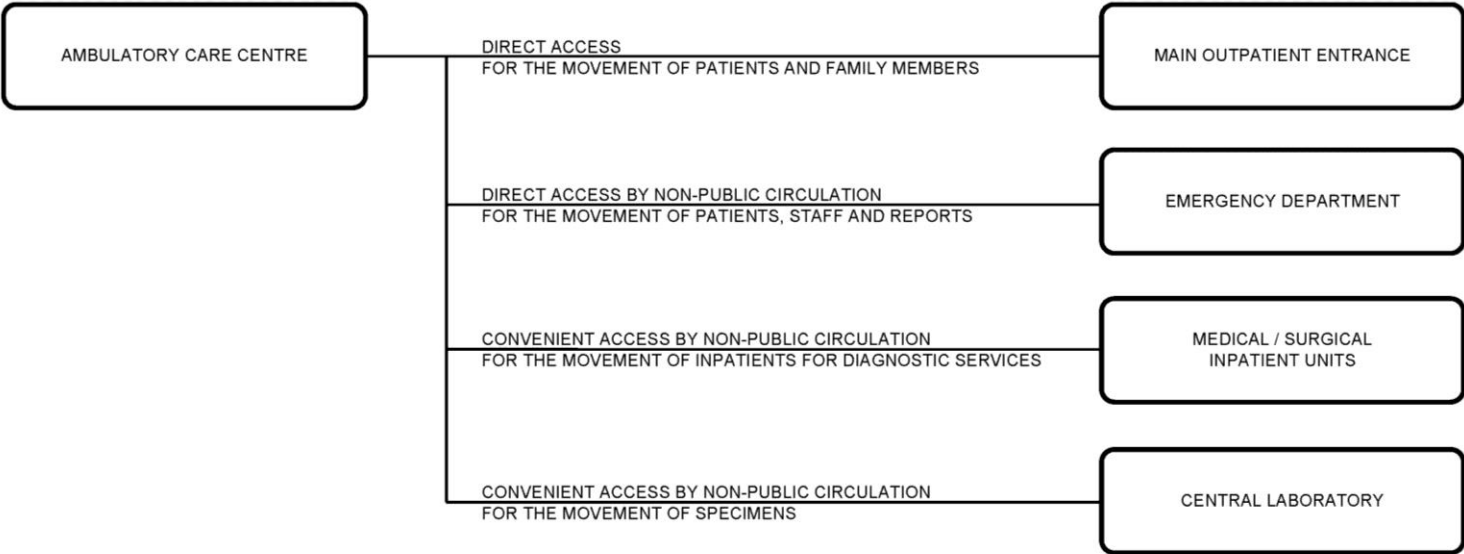 AMBULATORY CARE CENTRE
DIRECT ACCESS
FOR THE MOVEMENT OF PATIENTS AND FAMILY MEMBERS
MAIN OUTPATIENT ENTRANCE
DIRECT ACCESS BY NON-PUBLIC CIRCULATION
FOR THE MOVEMENT OF PATIENTS, STAFF AND REPORTS
EMERGENCY DEPARTMENT
CONVENIENT ACCESS BY NON-PUBLIC CIRCULATION
FOR THE MOVEMENT OF INPATIENTS FOR DIAGNOSTIC SERVICES
MEDICAL / SURGICAL
INPATIENT UNITS
CONVENIENT ACCESS BY NON-PUBLIC CIRCULATION
FOR THE MOVEMENT OF SPECIMENS
CENTRAL LABORATORY